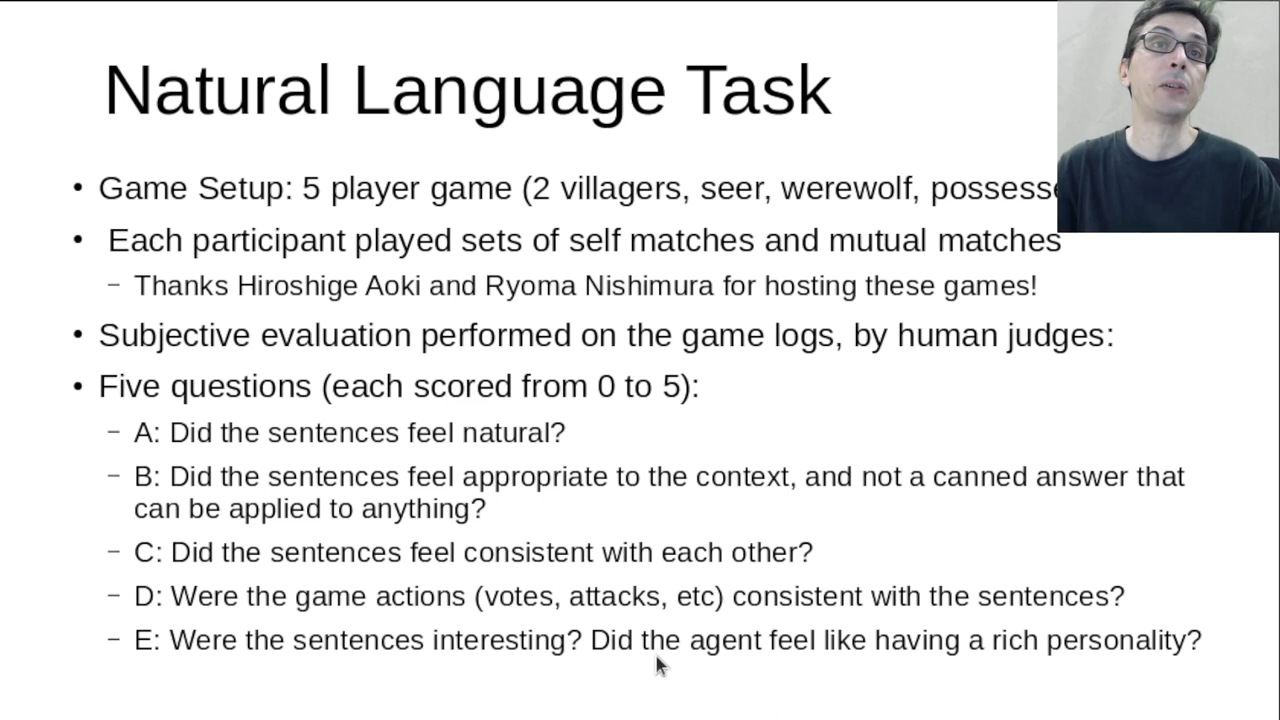 Natural Language Task
• Game Setup: 5 player game (2 villagers, seer, werewolf,
• Each participant played sets of self matches and mutual matches
– Thanks Hiroshige Aoki and Ryoma Nishimura for hosting these games!
• Subjective evaluation performed on the game logs, by human judges:
• Five questions (each scored from 0 to 5):
– A: Did the sentences feel natural?
– B: Did the sentences feel appropriate to the context, and not a canned answer that
can be applied to anything?
– C: Did the sentences feel consistent with each other?
– D: Were the game actions (votes, attacks, etc) consistent with the sentences?
– E: Were the sentences interesting? Did the agent feel like having a rich personality?